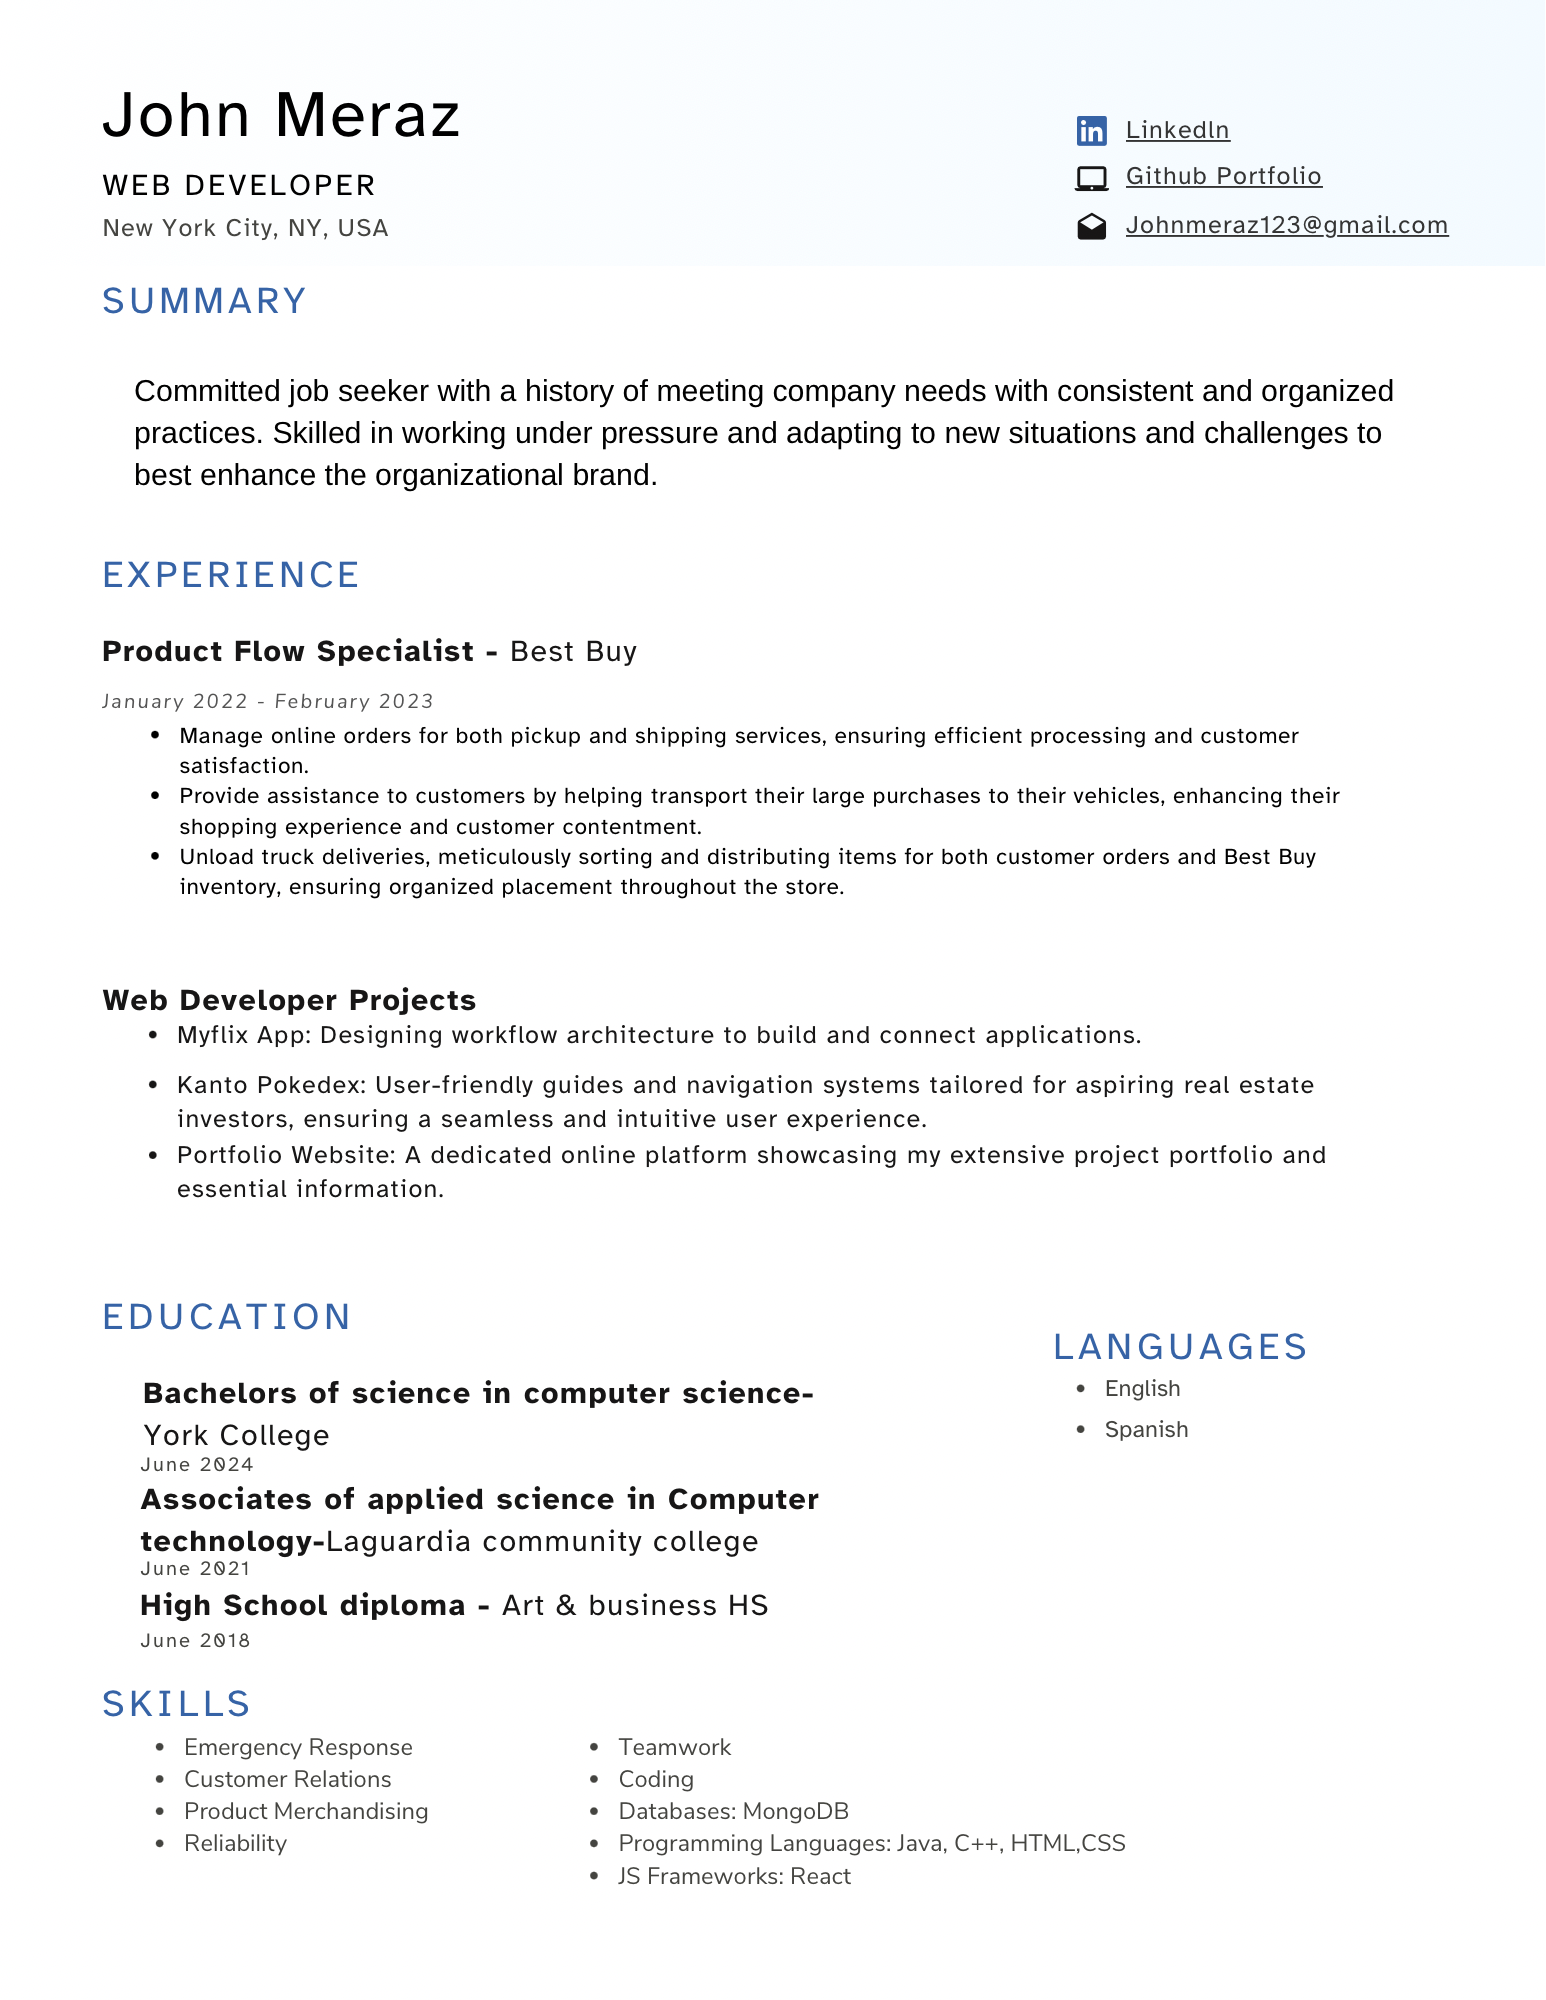 John Meraz
WEB DEVELOPER
New York City, NY, USA
LinkedIn
Github Portfolio
Johnmeraz123@gmail.com
SUMMARY
Committed job seeker with a history of meeting company needs with consistent and organized
practices. Skilled in working under pressure and adapting to new situations and challenges to
best enhance the organizational brand.
EXPERIENCE
Product Flow Specialist - Best Buy
January 2022 - February 2023
• Manage online orders for both pickup and shipping services, ensuring efficient processing and customer
satisfaction.
• Provide assistance to customers by helping transport their large purchases to their vehicles, enhancing their
shopping experience and customer contentment.
• Unload truck deliveries, meticulously sorting and distributing items for both customer orders and Best Buy
inventory, ensuring organized placement throughout the store.
Web Developer Projects
• Myflix App: Designing workflow architecture to build and connect applications.
• Kanto Pokedex: User-friendly guides and navigation systems tailored for aspiring real estate
investors, ensuring a seamless and intuitive user experience.
• Portfolio Website: A dedicated online platform showcasing my extensive project portfolio and
essential information.
EDUCATION
Bachelors of science in computer science-
York College
June 2024
Associates of applied science in Computer
technology-Laguardia community college
June 2021
High School diploma - Art & business HS
June 2018
LANGUAGES
• English
• Spanish
SKILLS
• Emergency Response
• Customer Relations
• Product Merchandising
• Reliability
• Teamwork
• Coding
• Databases: MongoDB
• Programming Languages: Java, C++, HTML,CSS
• JS Frameworks: React